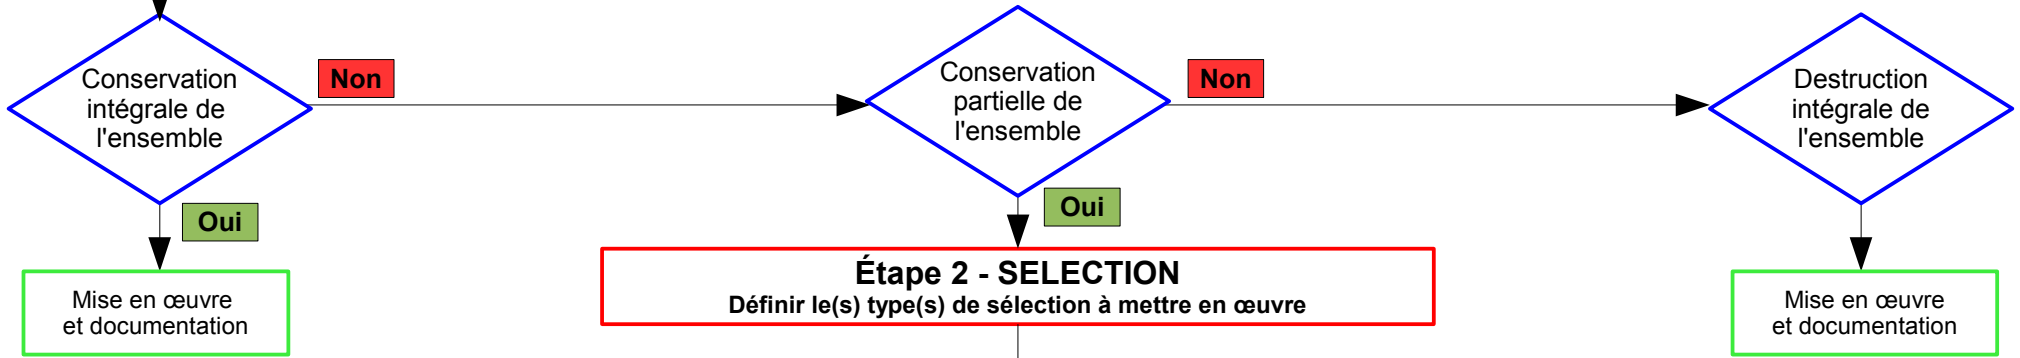 Conservation
intégrale de
l'ensemble
Non
Conservation
partielle de
l'ensemble
Non
Destruction
intégrale de
l'ensemble
Oui
Oui
Étape 2 - SELECTION
Définir le(s) type(s) de sélection à mettre en œuvre
Mise en œuvre
et documentation
Mise en œuvre
et documentation